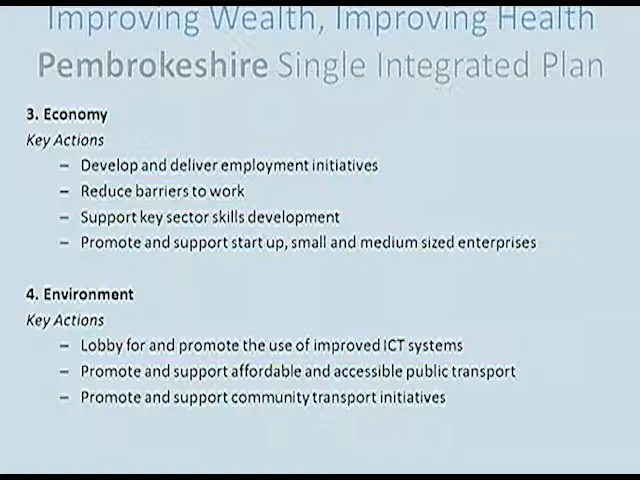 Improving Wealth, Improving Health
Pembrokeshire Single Integrated Plan
3. Economy
Key Actions
– Develop and deliver employment initiatives
– Reduce barriers to work
– Support key sector skills development
– Promote and support start up, small and medium sized enterprises
4. Environment
Key Actions
– Lobby for and promote the use of improved ICT systems
– Promote and support affordable and accessible public transport
– Promote and support community transport initiatives